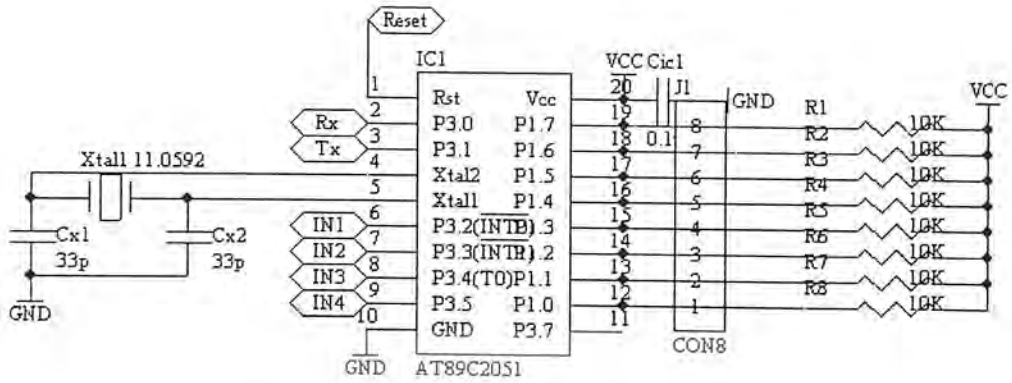 Reset
IC1
VCC Cic1
VCC
1
20
J1
GND
Rst
Vcc
R1
2
19
Rx
P3.0
P1.7
0.1
8
10K
R2
3
18
Tx
P3.1
P1.6
7
10K
R3
Xtal1 11.0592
4
17
Xtal2
P1.5
6
10K
R4
5
16
Xtal1
P1.4
5
10K
R5
6
15
IN1
P3.2(INTP1.3
4
10K
R6
Cx1
Cx2
33p
33p
7
14
IN2
P3.3(INTP1.2
3
10K
R7
8
13
IN3
P3.4(T0)P1.1
2
10K
R8
9
12
IN4
P3.5
P1.0
1
10K
GND
10
11
GND
P3.7
CON8
GND
AT89C2051